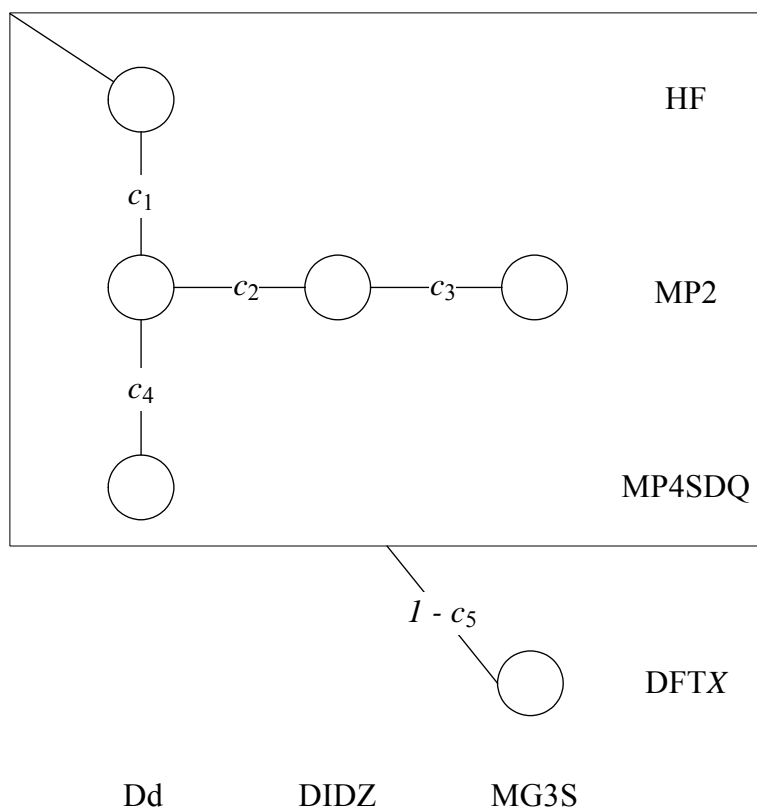 HF
c1
c2 c3 MP2
c4
MP4SDQ
1 - c5
DFTX
Dd DIDZ MG3S